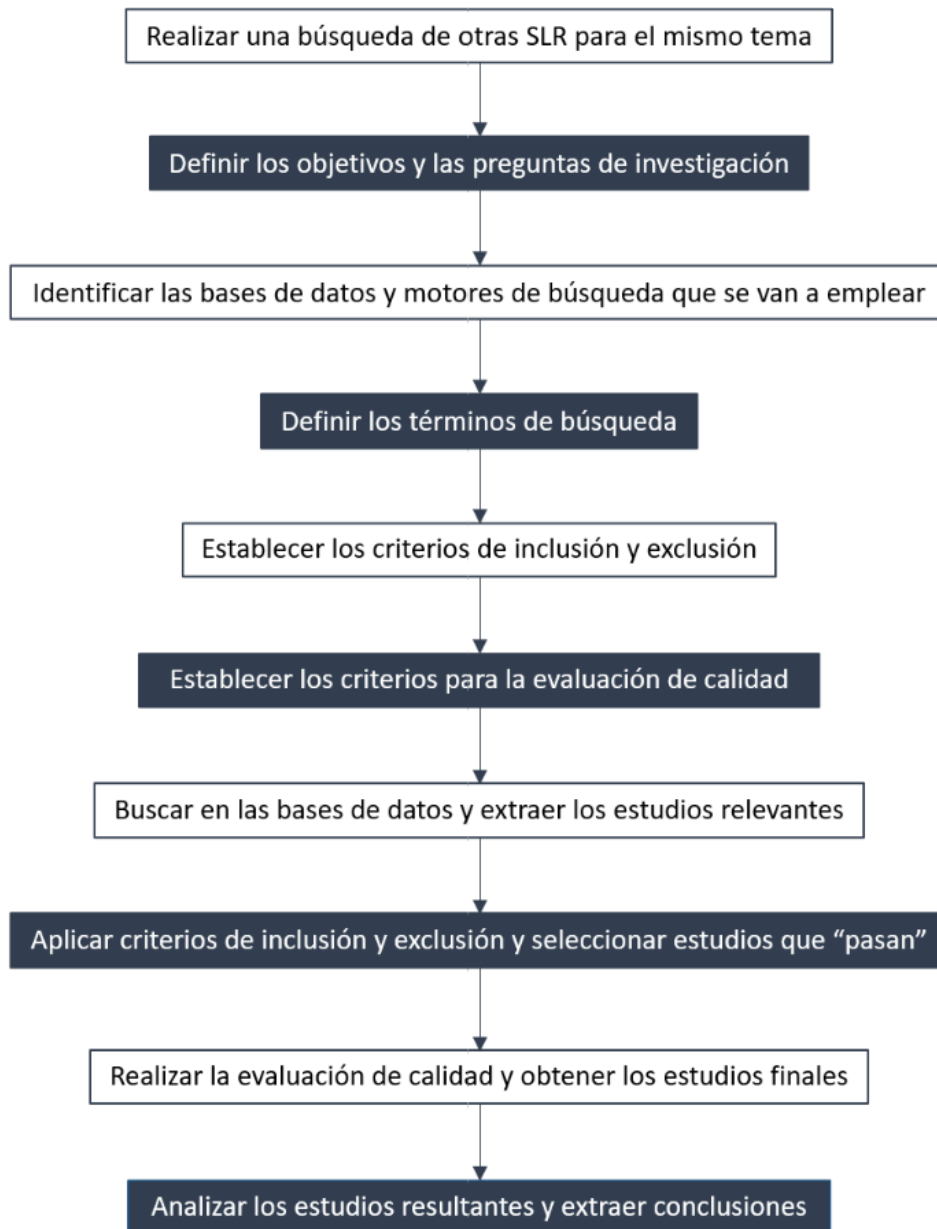 Realizar una búsqueda de otras SLR para el mismo tema
Definir los objetivos y las preguntas de investigación
Identificar las bases de datos y motores de búsqueda que se van a emplear
Definir los términos de búsqueda
Establecer los criterios de inclusión y exclusión
Establecer los criterios para la evaluación de calidad
Buscar en las bases de datos y extraer los estudios relevantes
Aplicar criterios de inclusión y exclusión y seleccionar estudios que “pasan”
Realizar la evaluación de calidad y obtener los estudios finales
Analizar los estudios resultantes y extraer conclusiones